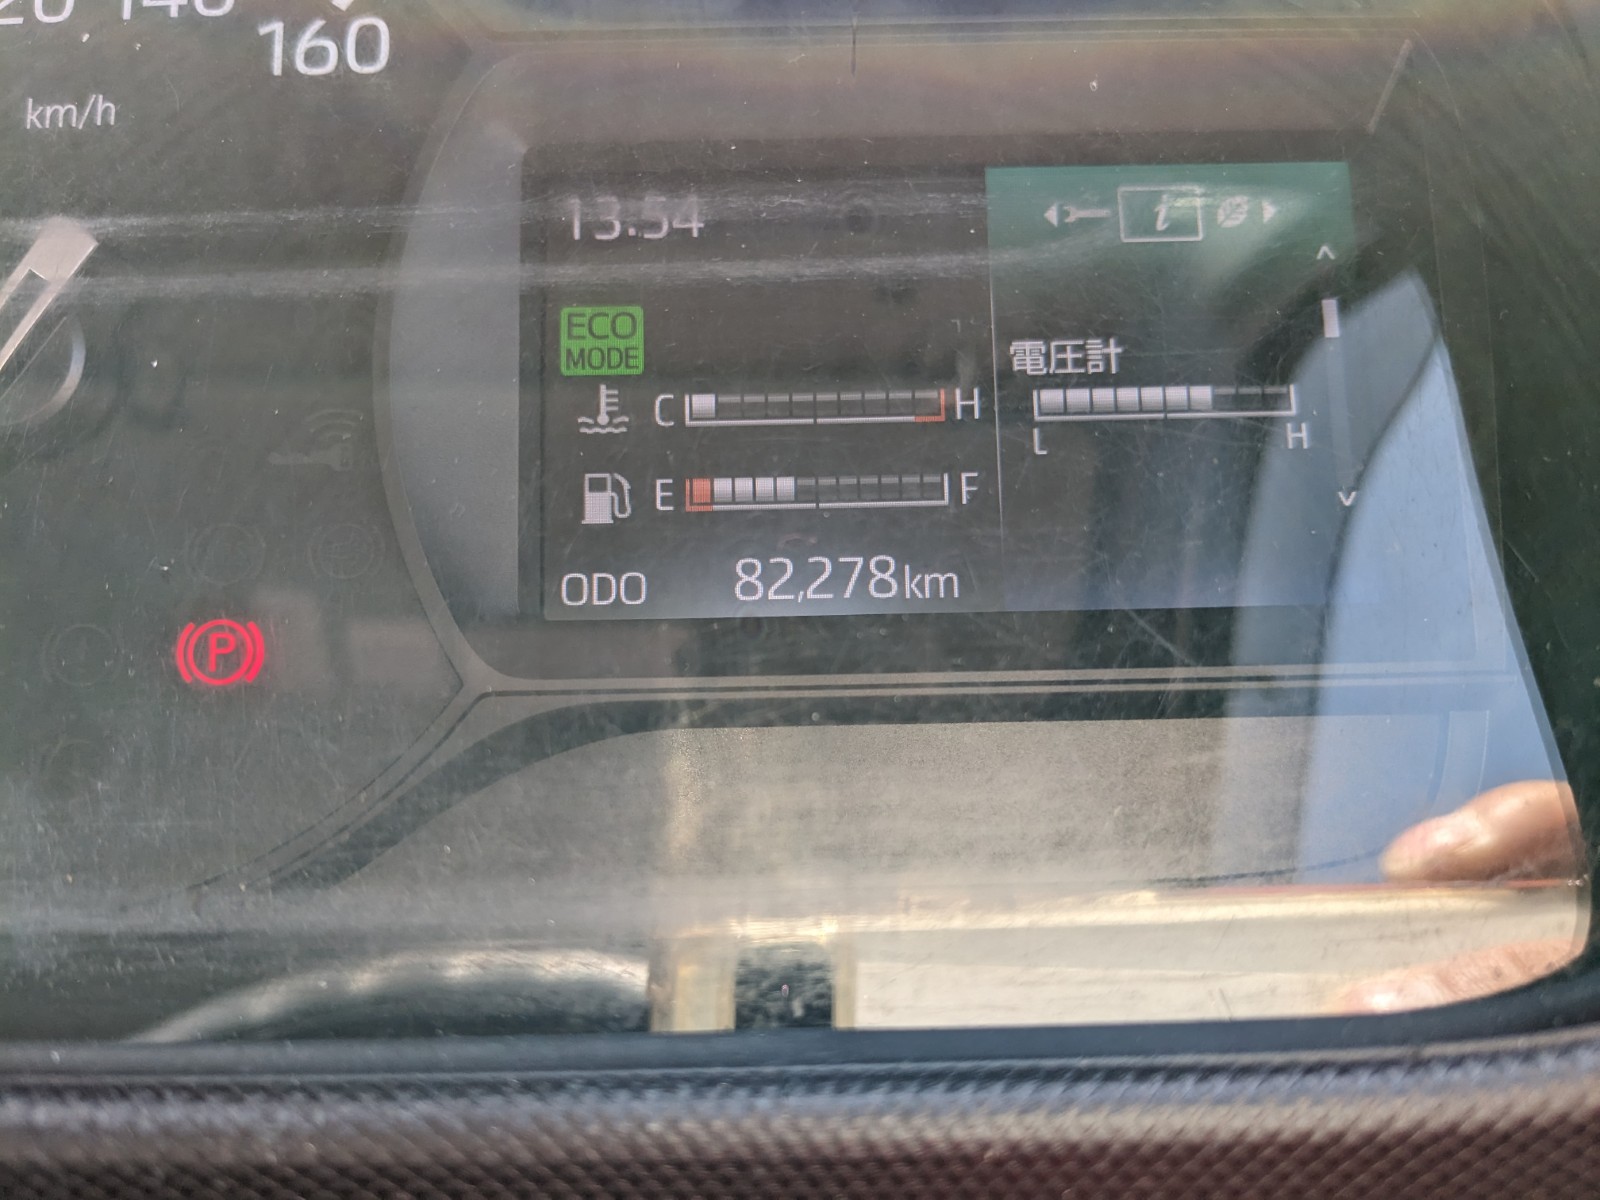 160
km/h
13:54
i
ECO
MODE
C H
電圧計
L H
E F
ODO 82,278km
P